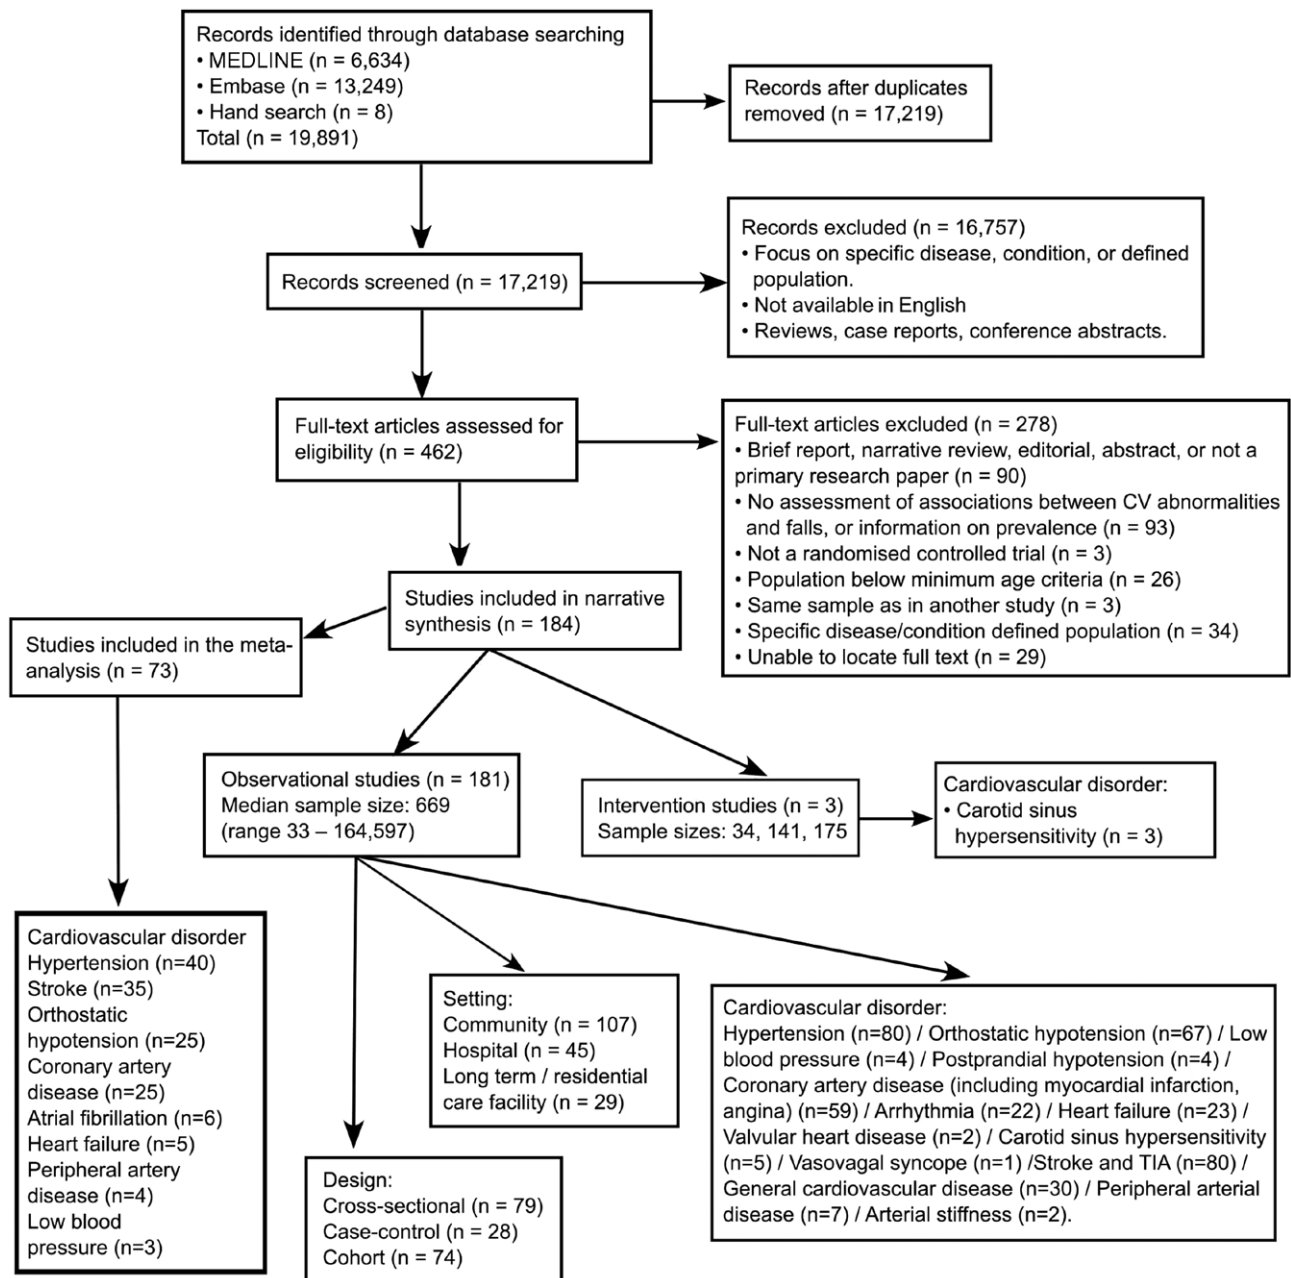 Records identified through database searching
• MEDLINE (n = 6,634)
• Embase (n = 13,249)
• Hand search (n = 8)
Total (n = 19,891)
Records after duplicates
removed (n = 17,219)
Records screened (n = 17,219)
Records excluded (n = 16,757)
• Focus on specific disease, condition, or defined
population.
• Not available in English
• Reviews, case reports, conference abstracts.
Full-text articles assessed for
eligibility (n = 462)
Full-text articles excluded (n = 278)
• Brief report, narrative review, editorial, abstract, or not a
primary research paper (n = 90)
• No assessment of associations between CV abnormalities
and falls, or information on prevalence (n = 93)
• Not a randomised controlled trial (n = 3)
• Population below minimum age criteria (n = 26)
• Same sample as in another study (n = 3)
• Specific disease/condition defined population (n = 34)
• Unable to locate full text (n = 29)
Studies included in narrative
synthesis (n = 184)
Studies included in the meta-
analysis (n = 73)
Observational studies (n = 181)
Median sample size: 669
(range 33 – 164,597)
Intervention studies (n = 3)
Sample sizes: 34, 141, 175
Cardiovascular disorder:
• Carotid sinus
hypersensitivity (n = 3)
Cardiovascular disorder
Hypertension (n=40)
Stroke (n=35)
Orthostatic
hypotension (n=25)
Coronary artery
disease (n=25)
Atrial fibrillation (n=6)
Heart failure (n=5)
Peripheral artery
disease (n=4)
Low blood
pressure (n=3)
Setting:
Community (n = 107)
Hospital (n = 45)
Long term / residential
care facility (n = 29)
Design:
Cross-sectional (n = 79)
Case-control (n = 28)
Cohort (n = 74)
Cardiovascular disorder:
Hypertension (n=80) / Orthostatic hypotension (n=67) / Low
blood pressure (n=4) / Postprandial hypotension (n=4) /
Coronary artery disease (including myocardial infarction,
angina) (n=59) / Arrhythmia (n=22) / Heart failure (n=23) /
Valvular heart disease (n=2) / Carotid sinus hypersensitivity
(n=5) / Vasovagal syncope (n=1) /Stroke and TIA (n=80) /
General cardiovascular disease (n=30) / Peripheral arterial
disease (n=7) / Arterial stiffness (n=2).